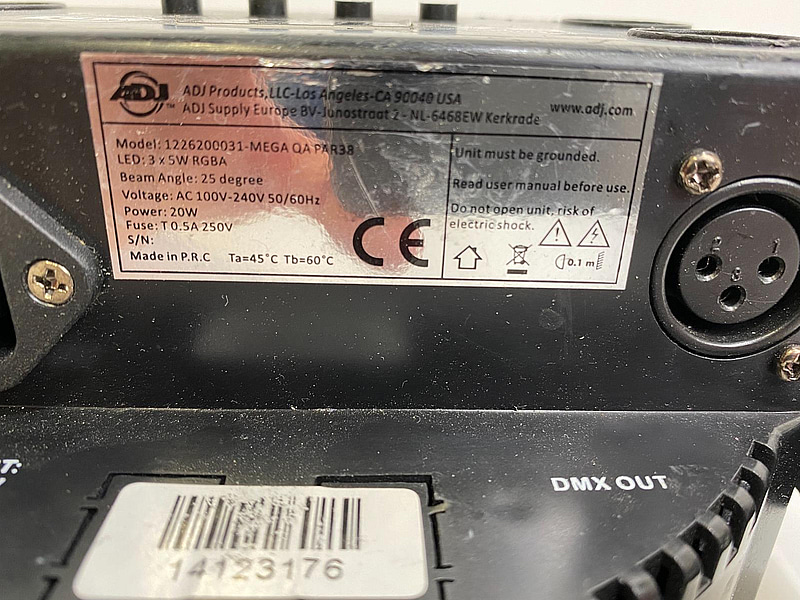 ADJ
ADJ Products,LLC-Los Angeles-CA 90040 USA
ADJ Supply Europe BV-Junostraat 2 - NL-6468EW Kerkrade
www.adj.com
Model: 1226200031-MEGA QA PAR38
LED: 3 x 5W RGBA
Beam Angle: 25 degree
Voltage: AC 100V-240V 50/60Hz
Power: 20W
Fuse: T 0.5A 250V
S/N:
Made in P.R.C Ta=45°C Tb=60°C
CE
Unit must be grounded.
Read user manual before use.
Do not open unit, risk of
electric shock.
0.1 m
2 1
3
DMX OUT
14123176